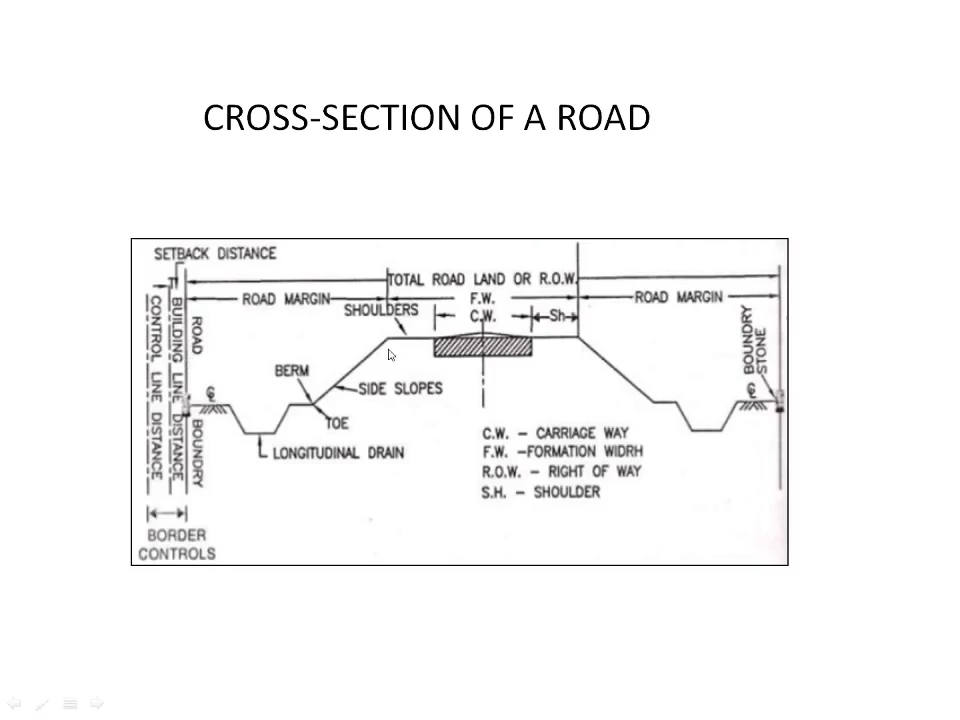 CROSS-SECTION OF A ROAD
SETBACK DISTANCE
TOTAL ROAD LAND OR R.O.W.
ROAD MARGIN
F.W.
ROAD MARGIN
SHOULDERS
C.W.
Sh
CONTROL LINE DISTANCE
BUILDING LINE DISTANCE
ROAD BOUNDRY
BOUNDRY
STONE
BERM
SIDE SLOPES
TOE
LONGITUDINAL DRAIN
C.W. – CARRIAGE WAY
F.W. –FORMATION WIDRH
R.O.W. – RIGHT OF WAY
S.H. – SHOULDER
BORDER
CONTROLS